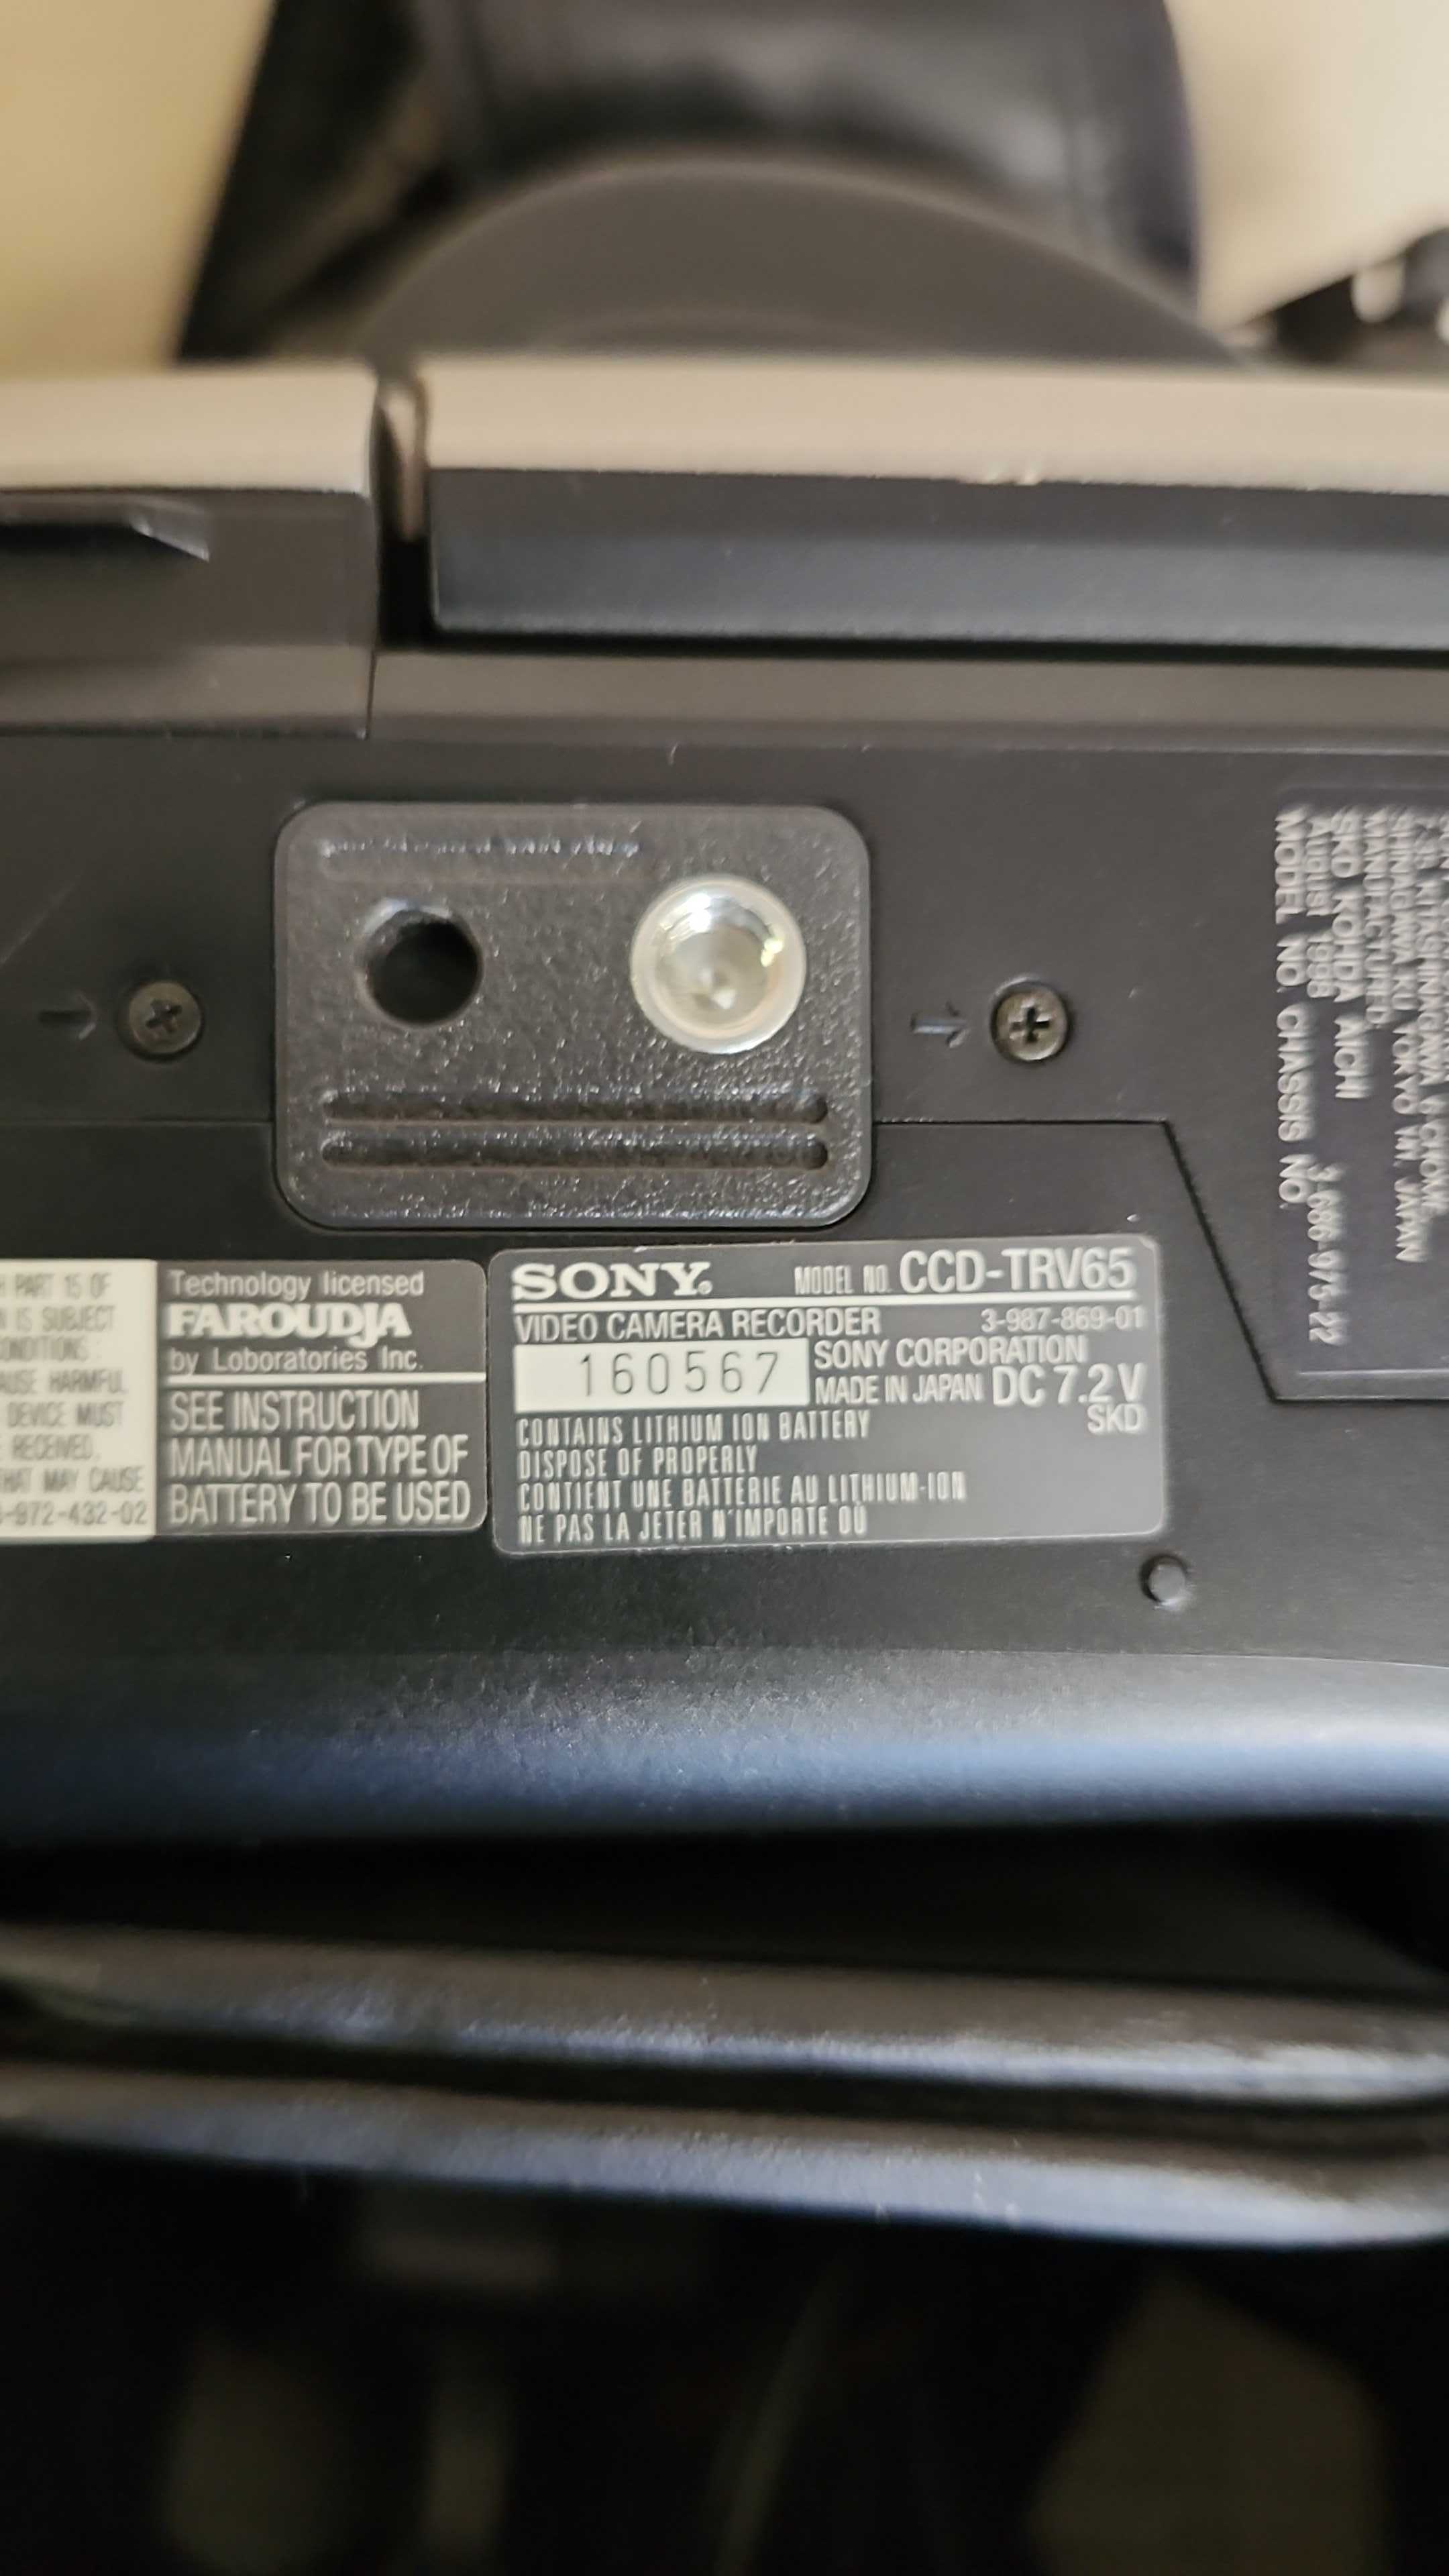 H PART 15 OF
N IS SUBJECT
CONDITIONS:
AUSE HARMFUL
DEVICE MUST
RECEIVED,
THAT MAY CAUSE
-972-432-02
Technology licensed
FAROUDJA
by Loboratories Inc.
SEE INSTRUCTION
MANUAL FOR TYPE OF
BATTERY TO BE USED
SONY. MODEL NO. CCD-TRV65
VIDEO CAMERA RECORDER 3-987-869-01
160567 SONY CORPORATION
MADE IN JAPAN DC 7.2V
SKD
CONTAINS LITHIUM ION BATTERY
DISPOSE OF PROPERLY
CONTIENT UNE BATTERIE AU LITHIUM-ION
NE PAS LA JETER N'IMPORTE OÙ
MANUFACTURED:
SKD KOHDA AICHI
August 1998 3-686-975-22
MODEL NO. CHASSIS NO.